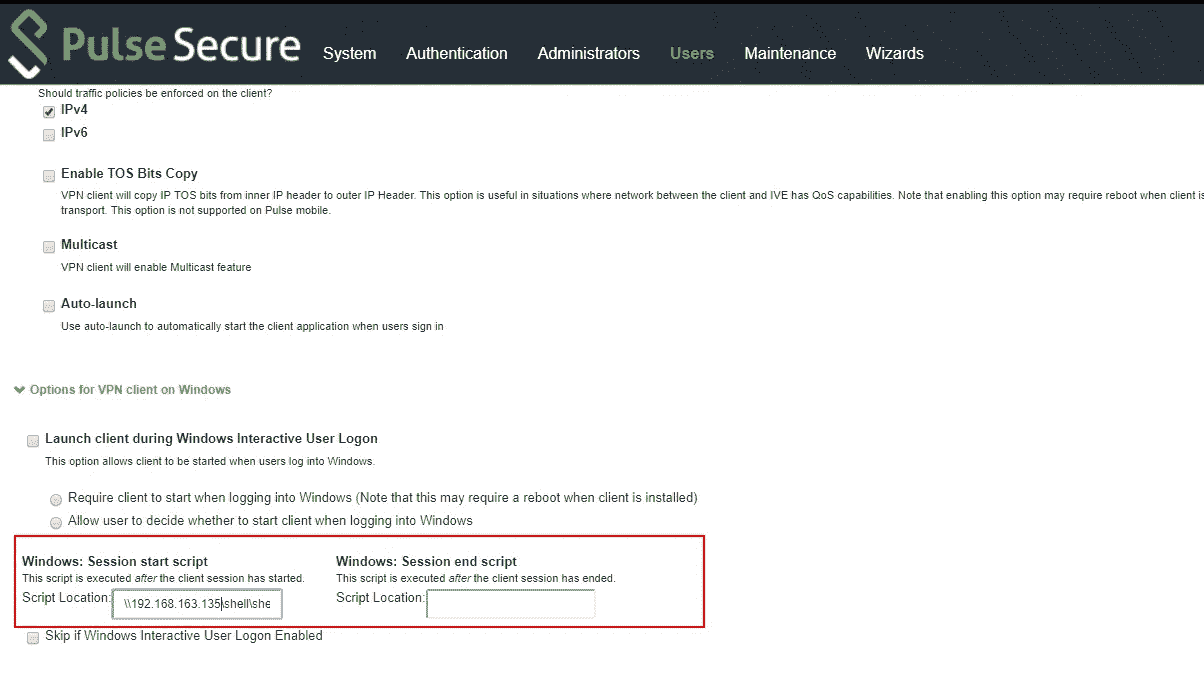 Pulse Secure System Authentication Administrators Users Maintenance Wizards
Should traffic policies be enforced on the client?
IPv4
IPv6
Enable TOS Bits Copy
VPN client will copy IP TOS bits from inner IP header to outer IP Header. This option is useful in situations where network between the client and IVE has QoS capabilities. Note that enabling this option may require reboot when client is
transport. This option is not supported on Pulse mobile.
Multicast
VPN client will enable Multicast feature
Auto-launch
Use auto-launch to automatically start the client application when users sign in
Options for VPN client on Windows
Launch client during Windows Interactive User Logon
This option allows client to be started when users log into Windows.
Require client to start when logging into Windows (Note that this may require a reboot when client is installed)
Allow user to decide whether to start client when logging into Windows
Windows: Session start script Windows: Session end script
This script is executed after the client session has started. This script is executed after the client session has ended.
Script Location: \\192.168.163.135\shell\she Script Location:
Skip if Windows Interactive User Logon Enabled